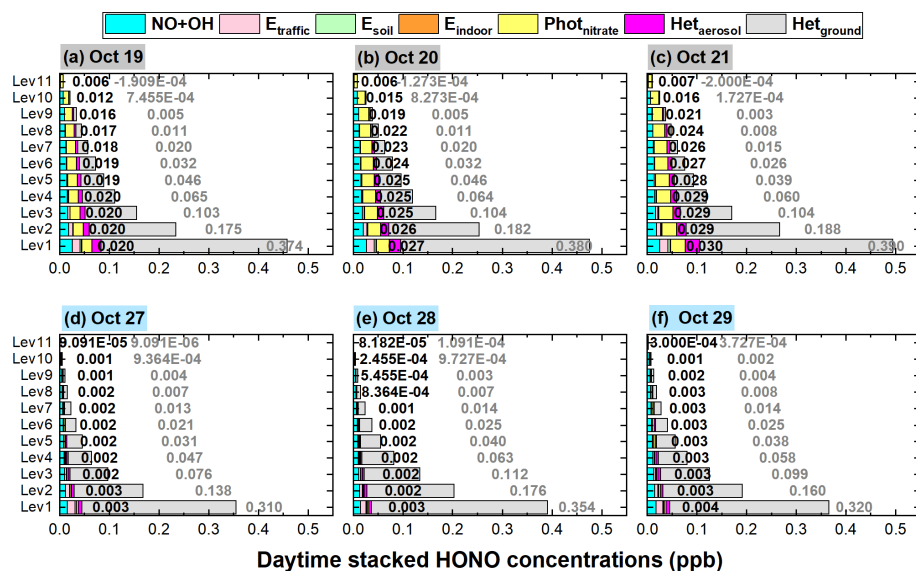 NO+OH E_traffic E_soil E_indoor Phot_nitrate Het_aerosol Het_ground
(a) Oct 19
Lev11 0.006 -1.909E-04
Lev10 0.012 7.455E-04
Lev9 0.016 0.005
Lev8 0.017 0.011
Lev7 0.018 0.020
Lev6 0.019 0.032
Lev5 0.019 0.046
Lev4 0.020 0.065
Lev3 0.020 0.103
Lev2 0.020 0.175
Lev1 0.020 0.374
0.0 0.1 0.2 0.3 0.4 0.5
(b) Oct 20
0.006 -1.273E-04
0.015 8.273E-04
0.019 0.005
0.022 0.011
0.023 0.020
0.024 0.032
0.025 0.046
0.025 0.064
0.025 0.104
0.026 0.182
0.027 0.380
0.0 0.1 0.2 0.3 0.4 0.5
(c) Oct 21
0.007 -2.000E-04
0.016 1.727E-04
0.021 0.003
0.024 0.008
0.026 0.015
0.027 0.026
0.028 0.039
0.029 0.060
0.029 0.104
0.029 0.188
0.030 0.390
0.0 0.1 0.2 0.3 0.4 0.5
(d) Oct 27
Lev11 9.091E-05 9.091E-06
Lev10 0.001 9.364E-04
Lev9 0.001 0.004
Lev8 0.002 0.007
Lev7 0.002 0.013
Lev6 0.002 0.021
Lev5 0.002 0.031
Lev4 0.002 0.047
Lev3 0.002 0.076
Lev2 0.003 0.138
Lev1 0.003 0.310
0.0 0.1 0.2 0.3 0.4 0.5
(e) Oct 28
8.182E-05 1.091E-04
2.455E-04 9.727E-04
5.455E-04 0.003
8.364E-04 0.007
0.001 0.014
0.002 0.025
0.002 0.040
0.002 0.063
0.002 0.112
0.002 0.176
0.003 0.354
0.0 0.1 0.2 0.3 0.4 0.5
(f) Oct 29
3.000E-04 3.727E-04
0.001 0.002
0.002 0.004
0.002 0.008
0.003 0.014
0.003 0.025
0.003 0.038
0.003 0.058
0.003 0.099
0.003 0.160
0.004 0.320
0.0 0.1 0.2 0.3 0.4 0.5
Daytime stacked HONO concentrations (ppb)